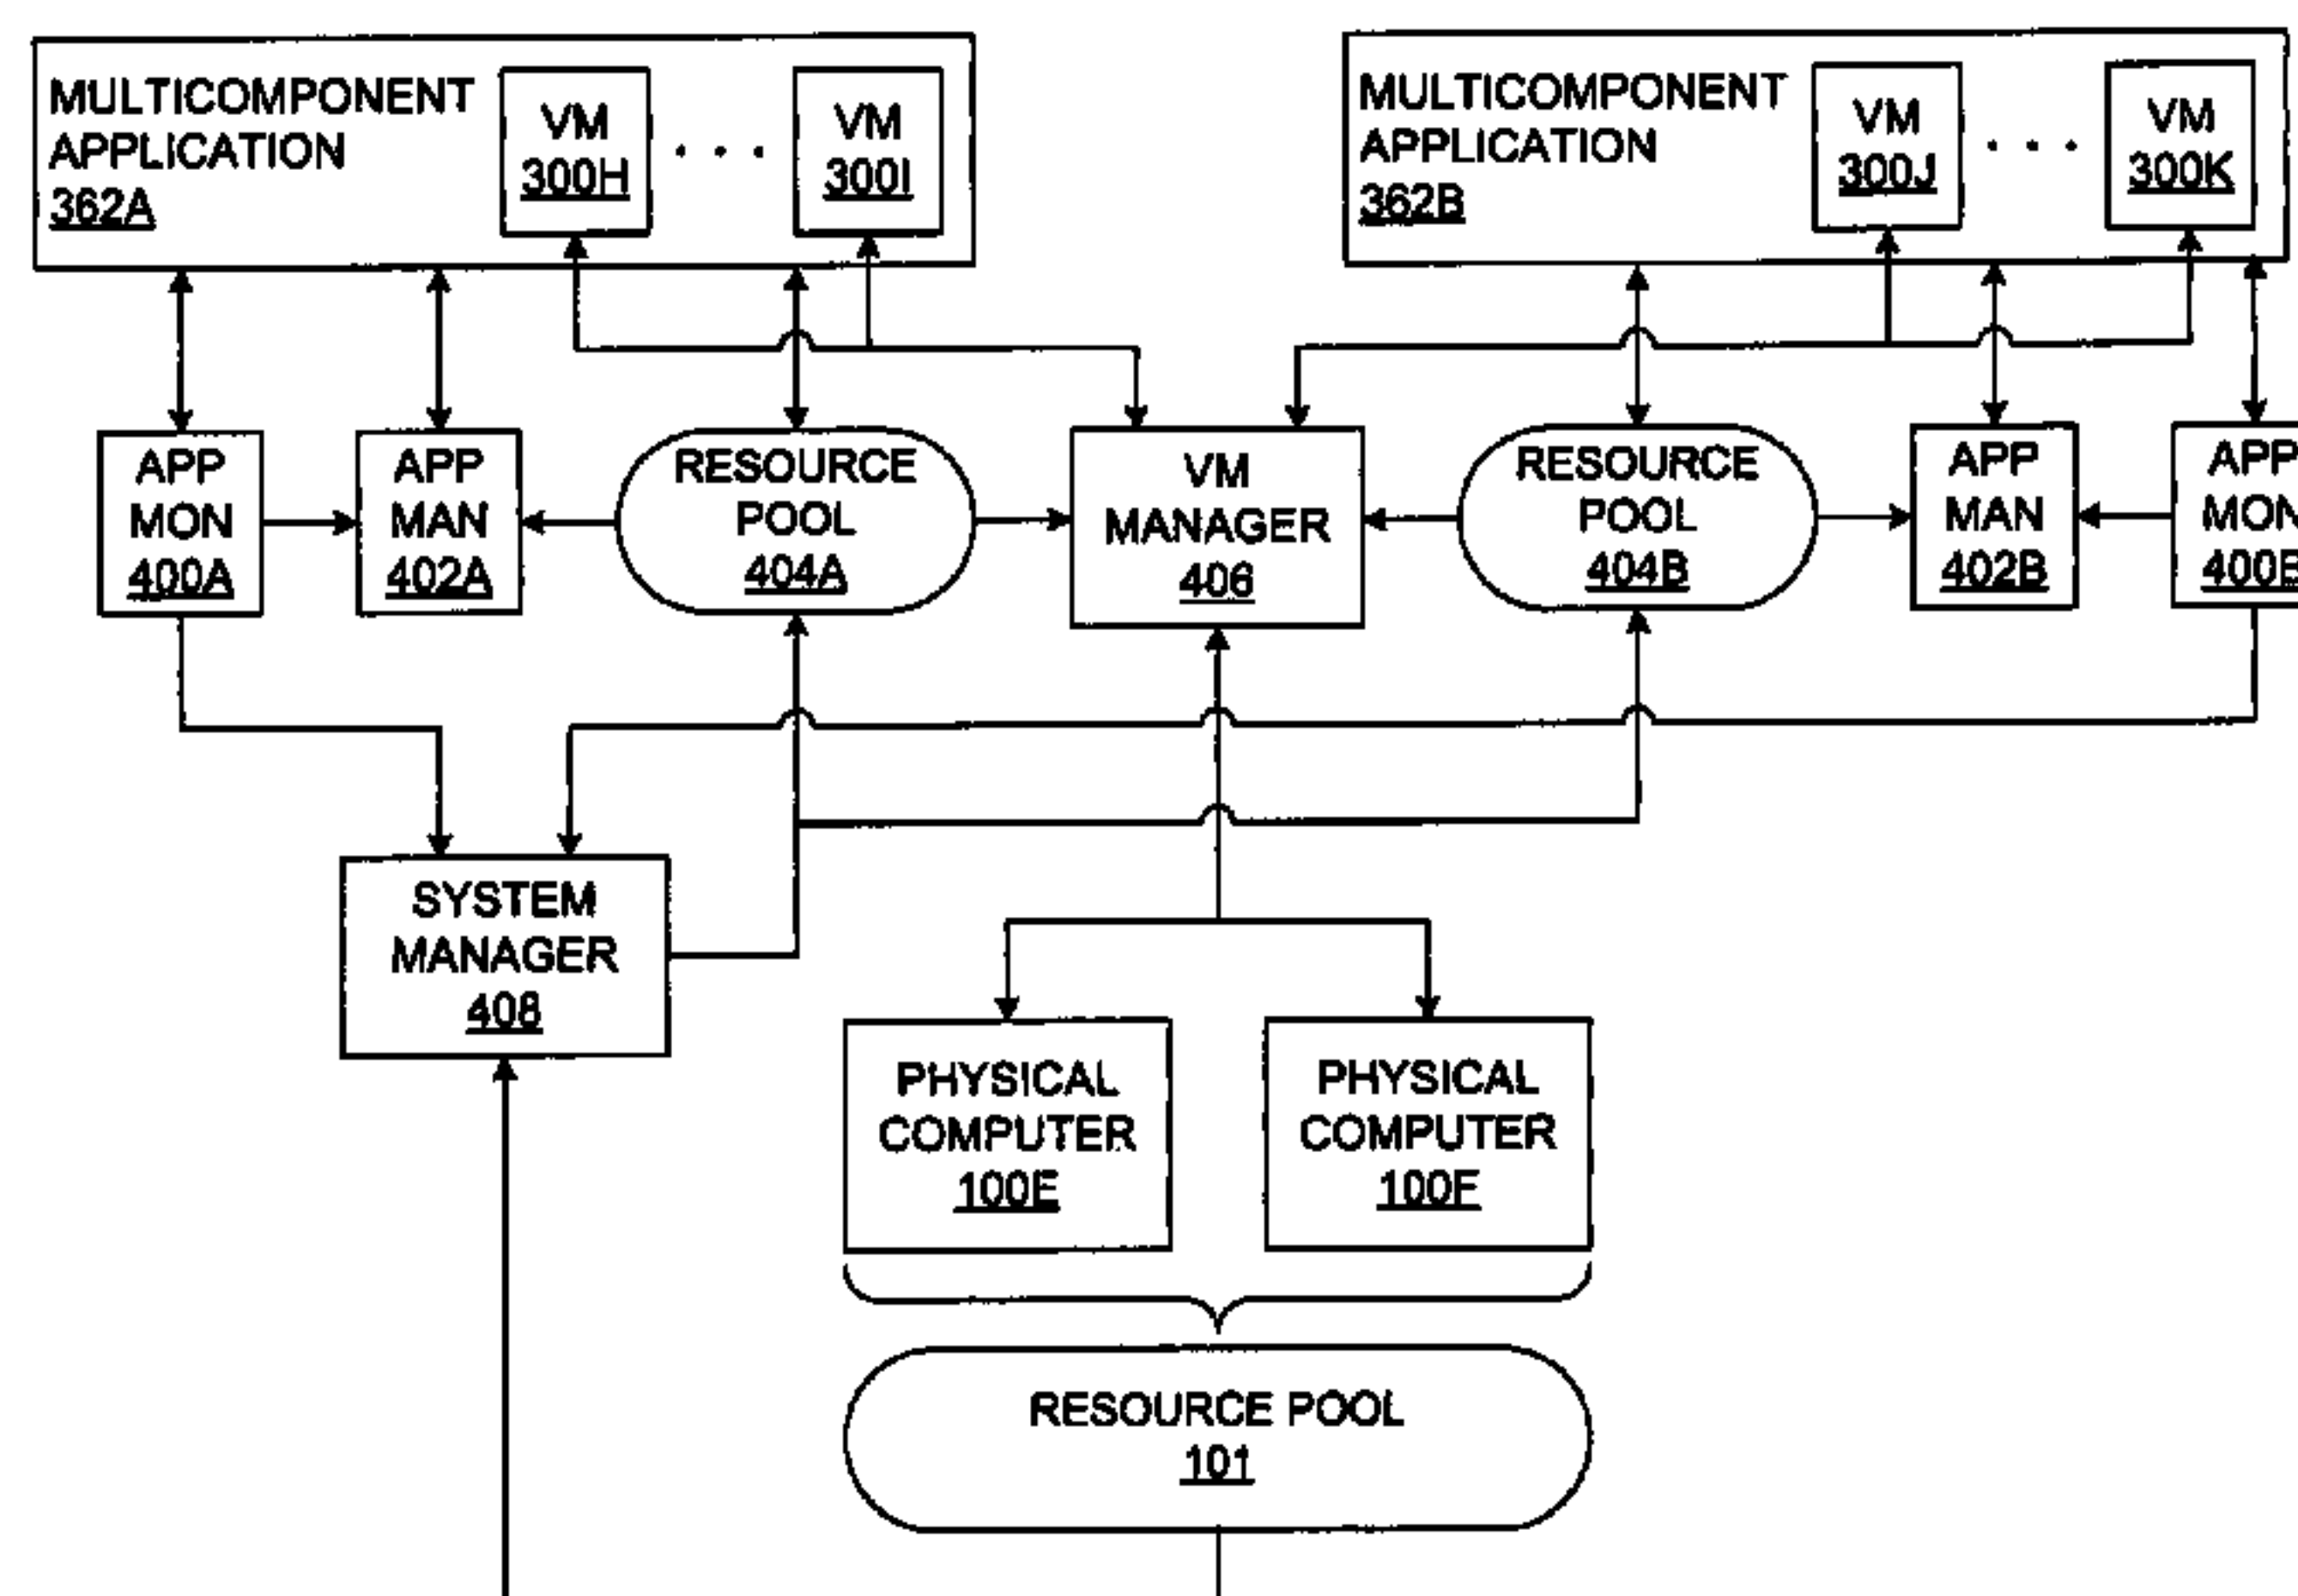 MULTICOMPONENT
APPLICATION
362A
VM
300H
. . .
VM
300I
MULTICOMPONENT
APPLICATION
362B
VM
300J
. . .
VM
300K
APP
MON
400A
APP
MAN
402A
RESOURCE
POOL
404A
VM
MANAGER
406
RESOURCE
POOL
404B
APP
MAN
402B
APP
MON
400B
SYSTEM
MANAGER
408
PHYSICAL
COMPUTER
100E
PHYSICAL
COMPUTER
100F
RESOURCE POOL
101